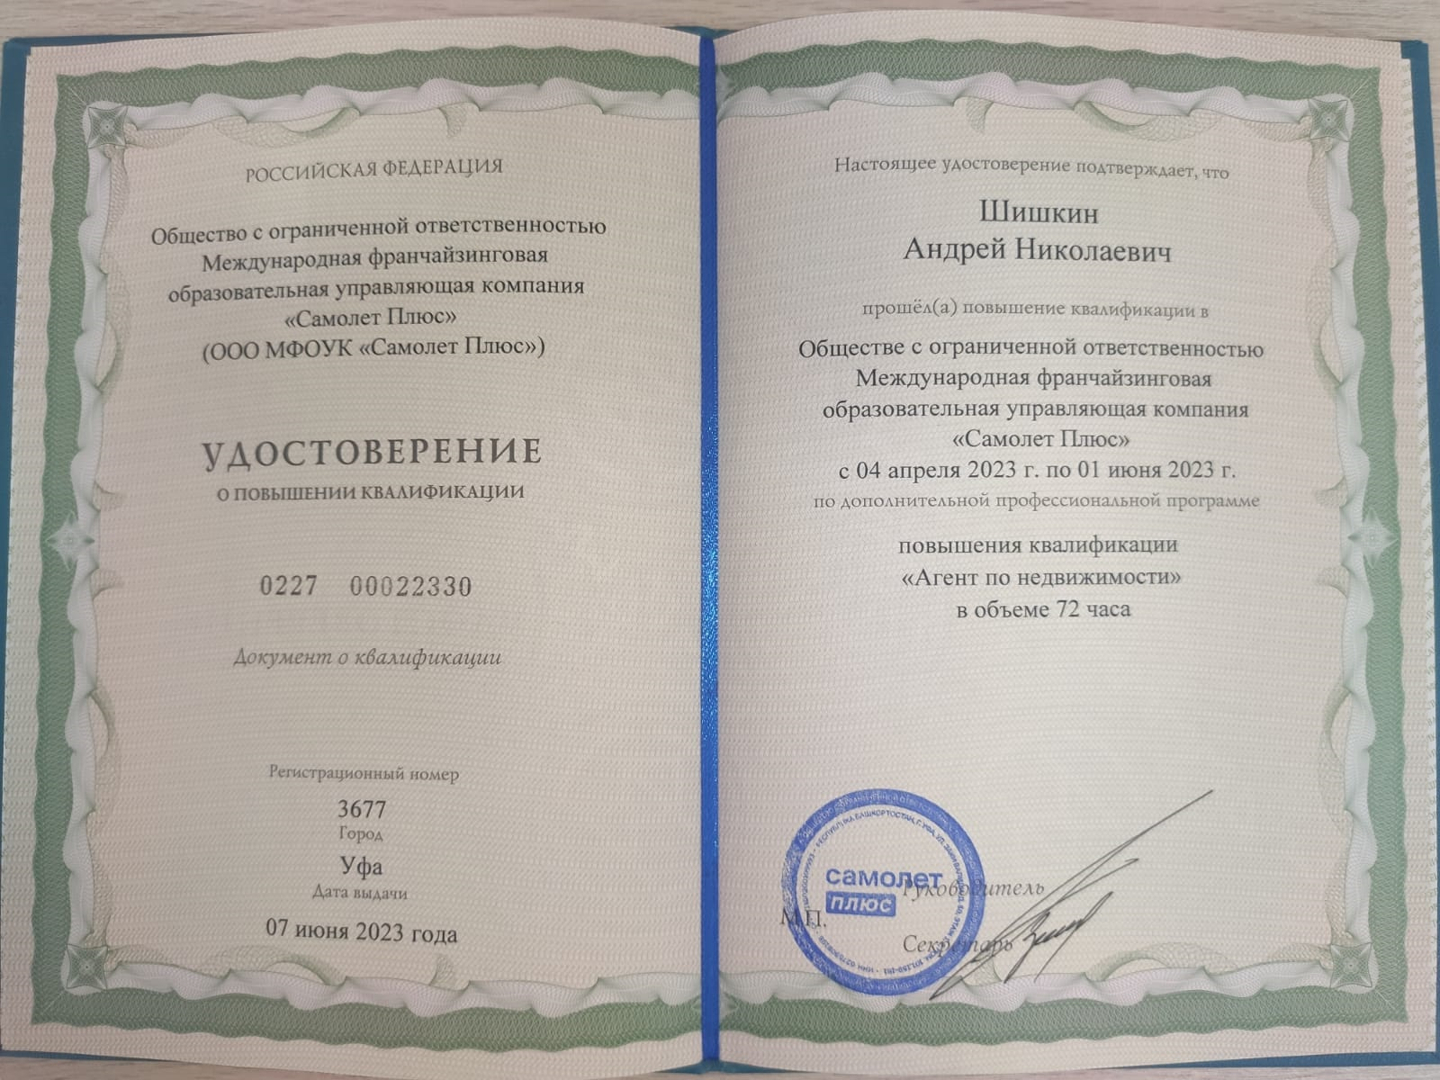 РОССИЙСКАЯ ФЕДЕРАЦИЯ
Общество с ограниченной ответственностью
Международная франчайзинговая
образовательная управляющая компания
«Самолет Плюс»
(ООО МФОУК «Самолет Плюс»)
УДОСТОВЕРЕНИЕ
О ПОВЫШЕНИИ КВАЛИФИКАЦИИ
0227 00022330
Документ о квалификации
Регистрационный номер
3677
Город
Уфа
Дата выдачи
07 июня 2023 года
Настоящее удостоверение подтверждает, что
Шишкин
Андрей Николаевич
прошёл(а) повышение квалификации в
Обществе с ограниченной ответственностью
Международная франчайзинговая
образовательная управляющая компания
«Самолет Плюс»
с 04 апреля 2023 г. по 01 июня 2023 г.
по дополнительной профессиональной программе
повышения квалификации
«Агент по недвижимости»
в объеме 72 часа
РЕСПУБЛИКА БАШКОРТОСТАН, Г. УФА, УЛ.
самолет
плюс
Руководитель
М.П.
Секретарь